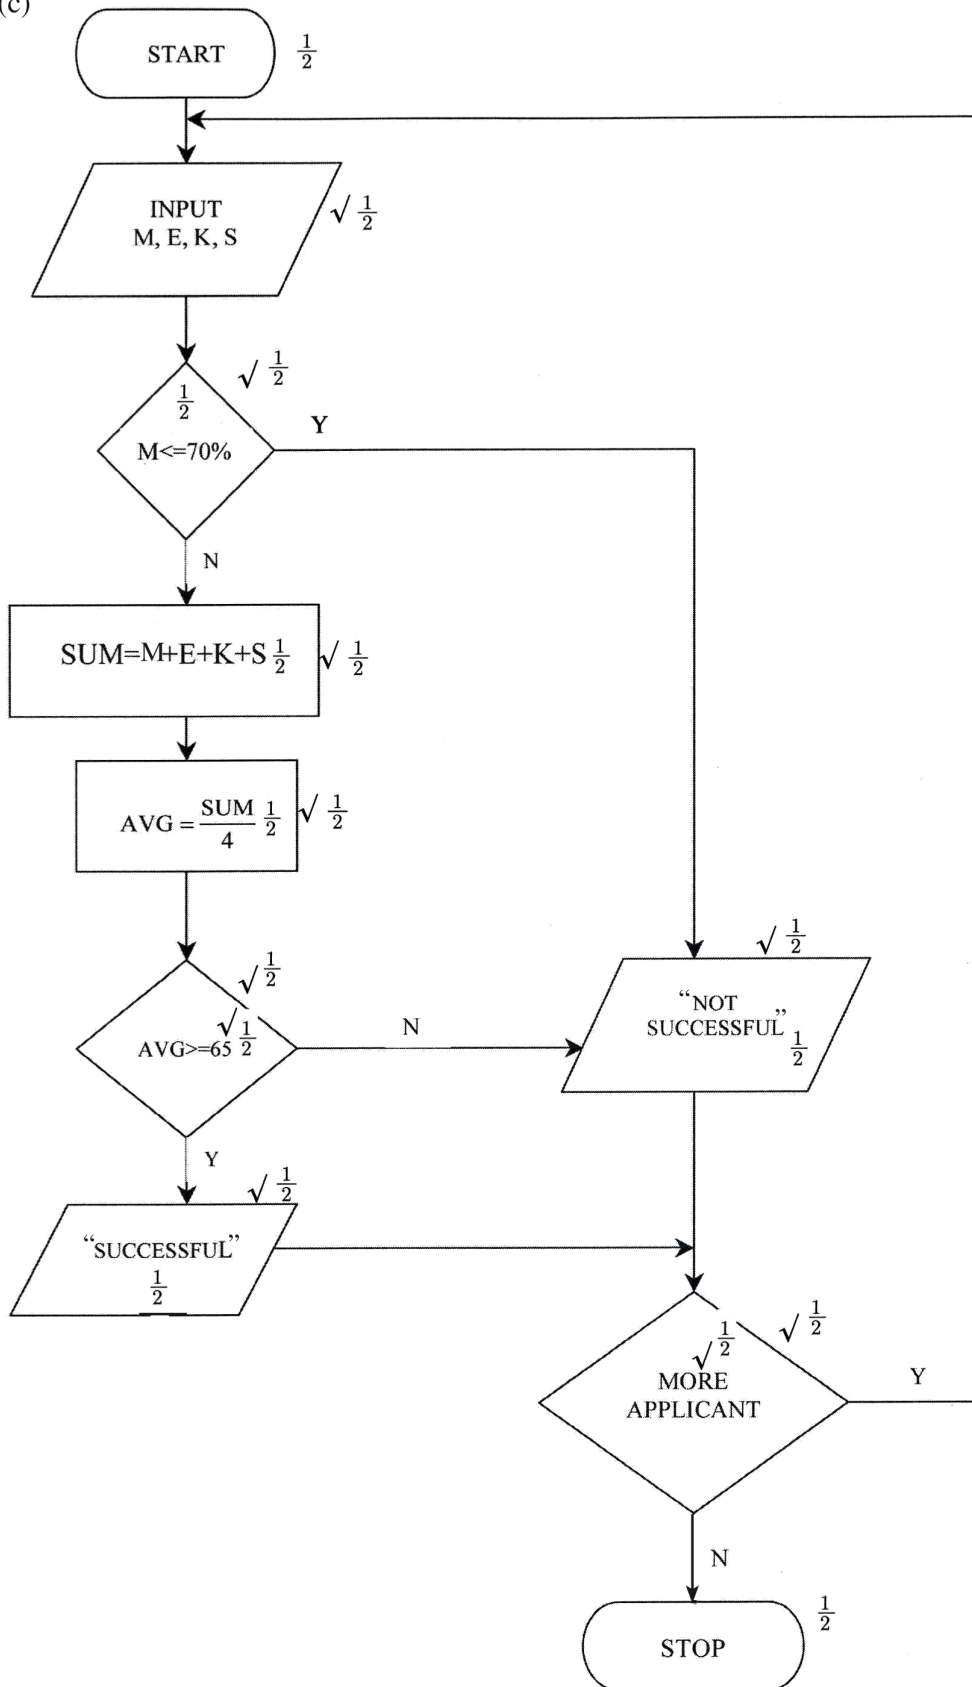 (c)
START ½
INPUT
M, E, K, S
√ ½
√ ½
½
M<=70%
Y
N
SUM=M+E+K+S ½ √ ½
AVG = SUM/4 ½ √ ½
√ ½
√ ½
AVG>=65
N
√ ½
“NOT
SUCCESSFUL”
½
Y
√ ½
“SUCCESSFUL”
½
√ ½
√ ½
MORE
APPLICANT
Y
N
STOP ½